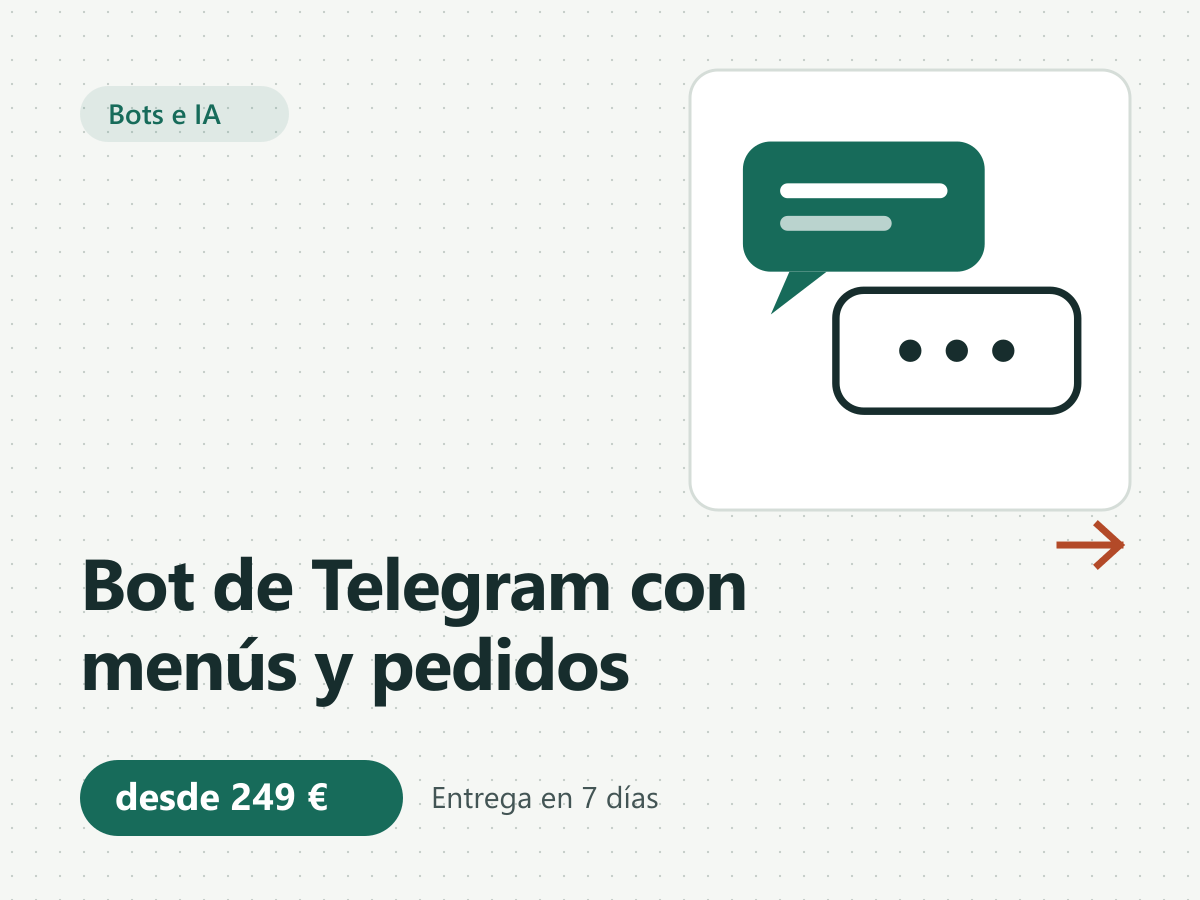 Bots e IA
Bot de Telegram con
menús y pedidos
desde 249 €
Entrega en 7 días